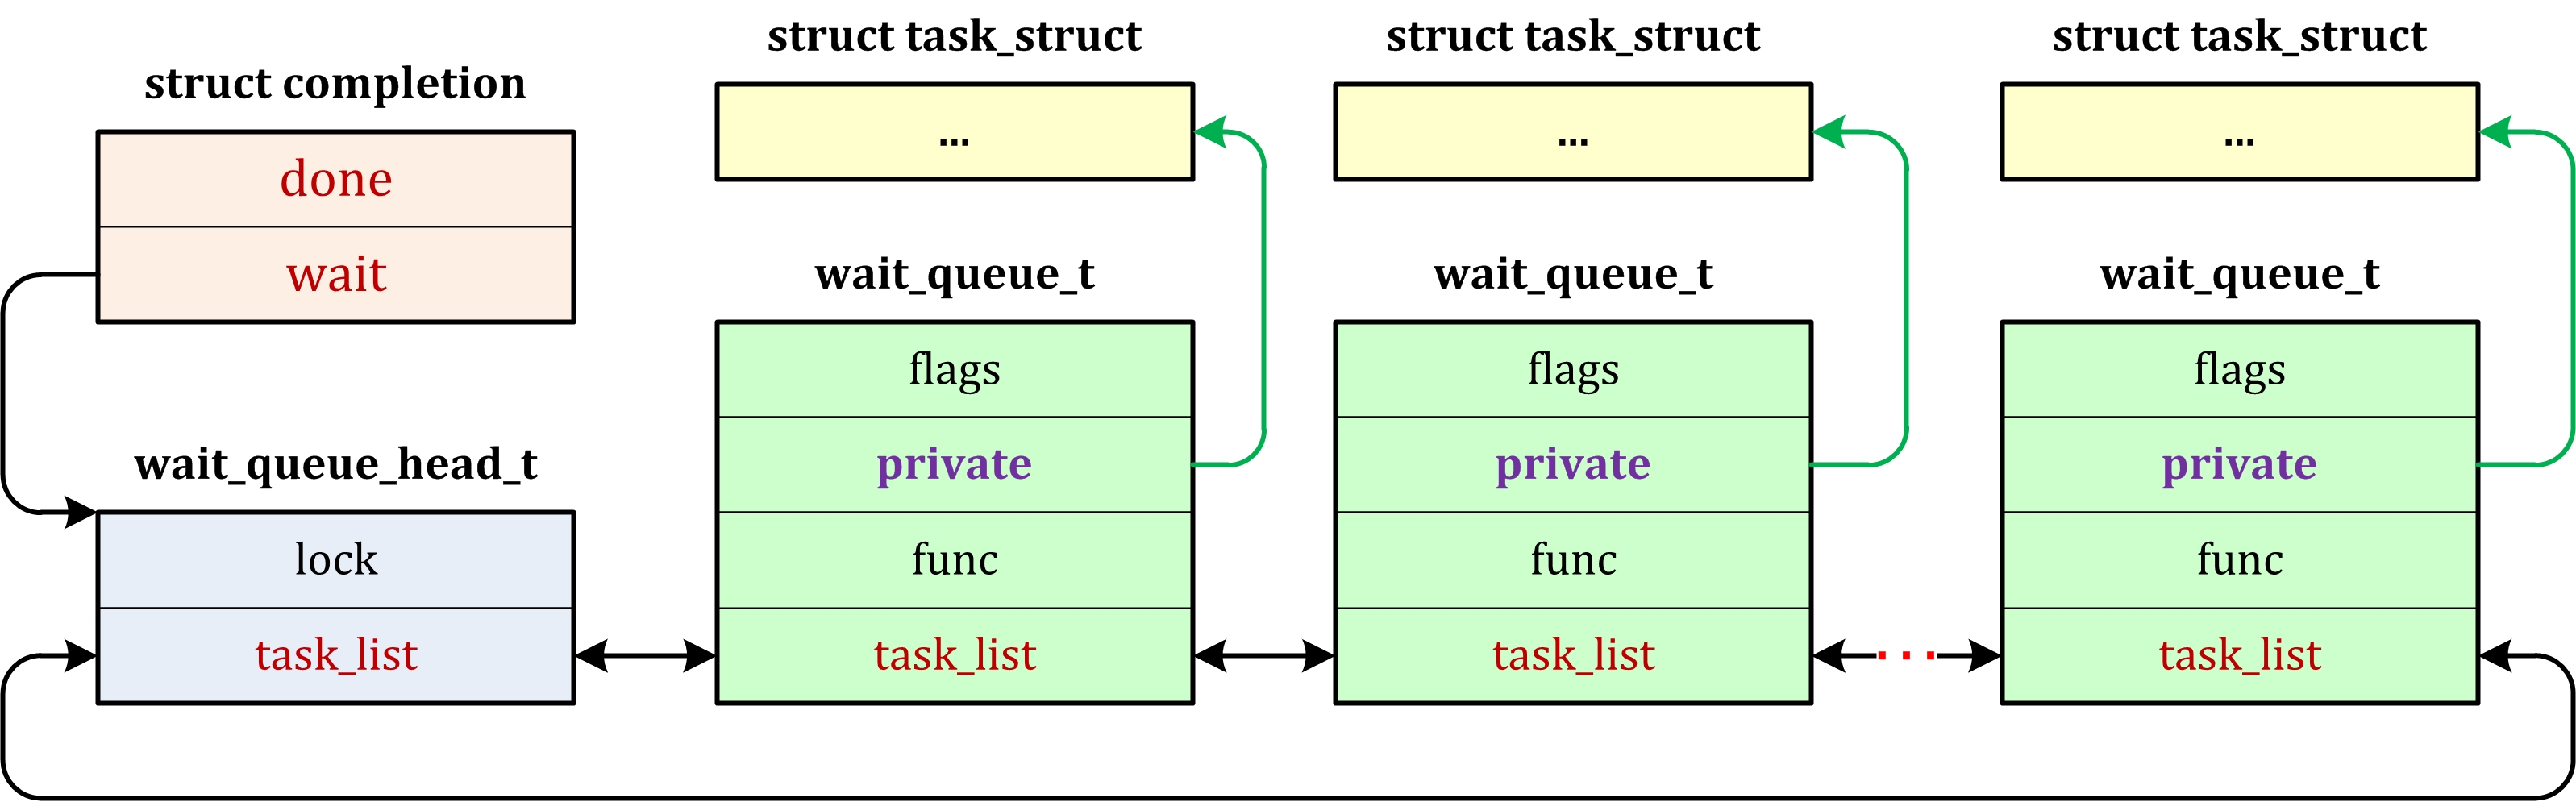 struct completion
done
wait
wait_queue_head_t
lock
task_list
struct task_struct
...
wait_queue_t
flags
private
func
task_list
struct task_struct
...
wait_queue_t
flags
private
func
task_list
...
struct task_struct
...
wait_queue_t
flags
private
func
task_list